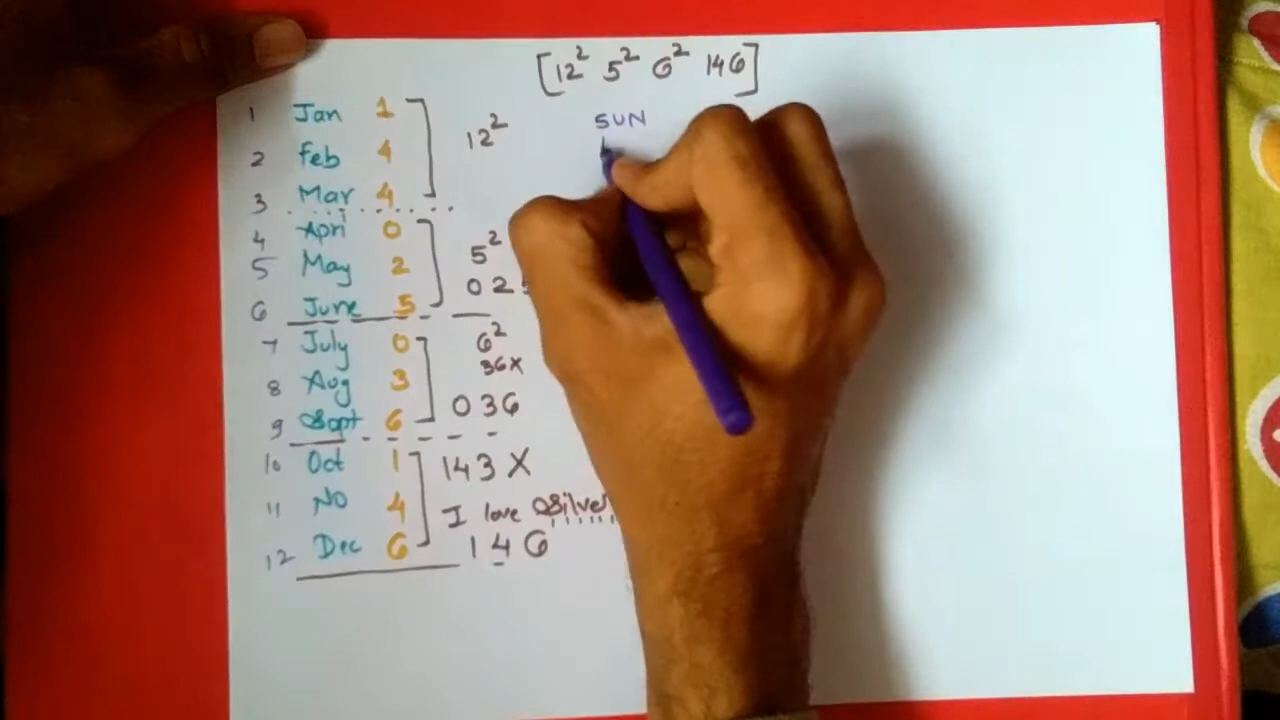 [12² 5² 6² 146]
1 Jan 1
2 Feb 4
3 Mar 4
12²
4 Apri 0
5 May 2
6 June 5
5²
0 2
7 July 0
8 Aug 3
9 Sept 6
6²
36X
0 3 6
10 Oct 1
11 NO 4
12 Dec 6
143 X
I love Silver
1 4 6
SUN